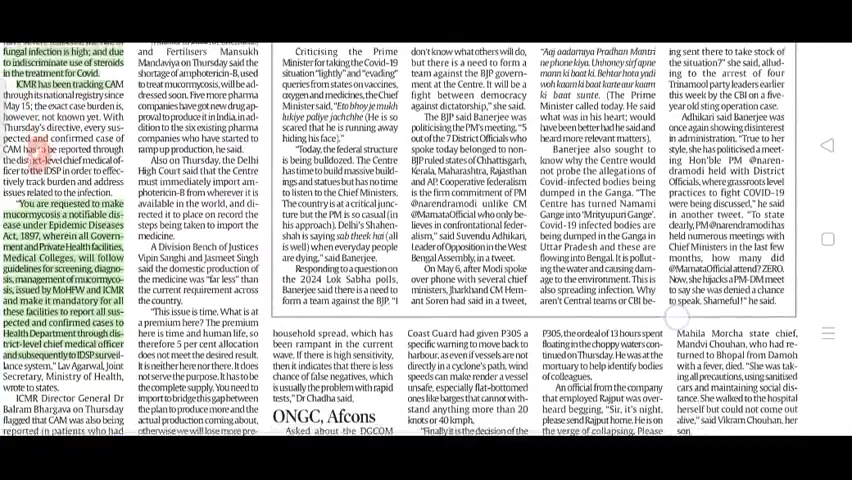 fungal infection is high; and due
to indiscriminate use of steroids
in the treatment for Covid.
ICMR has been tracking CAM
through its national registry since
May 15; the exact case burden is,
however, not known yet. With
Thursday's directive, every sus-
pected and confirmed case of
CAM has to be reported through
the district-level chief medical of-
ficer to the IDSP in order to effec-
tively track burden and address
issues related to the infection.
"You are requested to make
mucormycosis a notifiable dis-
ease under Epidemic Diseases
Act, 1897, wherein all Govern-
ment and Private Health facilities,
Medical Colleges, will follow
guidelines for screening, diagno-
sis, management of mucormyco-
sis, issued by MoHFW and ICMR
and make it mandatory for all
these facilities to report all sus-
pected and confirmed cases to
Health Department through dis-
trict-level chief medical officer
and subsequently to IDSP surveil-
lance system," Lav Agarwal, Joint
Secretary, Ministry of Health,
wrote to states.
ICMR Director General Dr
Balram Bhargava on Thursday
flagged that CAM was also being
reported in patients who had
and Fertilisers Mansukh
Mandaviya on Thursday said the
shortage of amphotericin-B, used
to treat mucormycosis, will be ad-
dressed soon. Five more pharma
companies have got new drug ap-
proval to produce it in India, in ad-
dition to the six existing pharma
companies who have started to
ramp up production, he said.
Also on Thursday, the Delhi
High Court said that the Centre
must immediately import am-
photericin-B from wherever it is
available in the world, and di-
rected it to place on record the
steps being taken to import the
medicine.
A Division Bench of Justices
Vipin Sanghi and Jasmeet Singh
said the domestic production of
the medicine was "far less" than
the current requirement across
the country.
"This issue is time. What is at
a premium here? The premium
here is time and human life, so
therefore 5 per cent allocation
does not meet the desired result.
It is neither here nor there. It does
not serve the purpose. It has to be
the complete supply. You need to
import to bridge this gap between
the plan to produce more and the
actual production coming about,
otherwise we will lose more pre-
Criticising the Prime
Minister for taking the Covid-19
situation "lightly" and "evading"
queries from states on vaccines,
oxygen and medicines, the Chief
Minister said, "Eto bhoy je mukh
lukiye paliye jachchhe (He is so
scared that he is running away
hiding his face)."
"Today, the federal structure
is being bulldozed. The Centre
has time to build massive build-
ings and statues but has no time
to listen to the Chief Ministers.
The country is at a critical junc-
ture but the PM is so casual (in
his approach). Delhi's Shahen-
shah is saying sab theek hai (all
is well) when everyday people
are dying," said Banerjee.
Responding to a question on
the 2024 Lok Sabha polls,
Banerjee said there is need to
form a team against the BJP. "I
don't know what others will do,
but there is a need to form a
team against the BJP govern-
ment at the Centre. It will be a
fight between democracy
against dictatorship," she said.
The BJP said Banerjee was
politicising the PM's meeting. "5
out of the 7 District Officials who
spoke today belonged to non-
BJP ruled states of Chhattisgarh,
Kerala, Maharashtra, Rajasthan
and AP. Cooperative federalism
is the firm commitment of PM
@narendramodi unlike CM
@MamataOfficial who only be-
lieves in confrontational feder-
alism," said Suvendu Adhikari,
Leader of Opposition in the West
Bengal Assembly, in a tweet.
On May 6, after Modi spoke
over phone with several chief
ministers, Jharkhand CM Hem-
ant Soren had said in a tweet,
"Aaj aadarniya Pradhan Mantri
ne phone kiya. Unhoney sirf apne
mann ki baat ki. Behtar hota yadi
woh kaam ki baat karte aur kaam
ki baat sunte. (The Prime
Minister called today. He said
what was in his heart; would
have been better had he said and
heard more relevant matters).
Banerjee also sought to
know why the Centre would
not probe the allegations of
Covid-infected bodies being
dumped in the Ganga. "The
Centre has turned Namami
Gange into 'Mrityupuri Gange'.
Covid-19 infected bodies are
being dumped in the Ganga in
Uttar Pradesh and these are
flowing into Bengal. It is pollut-
ing the water and causing dam-
age to the environment. This is
also spreading infection. Why
aren't Central teams or CBI be-
ing sent there to take stock of
the situation?" she said, allud-
ing to the arrest of four
Trinamool party leaders earlier
this week by the CBI on a five-
year old sting operation case.
Adhikari said Banerjee was
once again showing disinterest
in administration. "True to her
style, she has politicised a meet-
ing Hon'ble PM @naren-
dramodi held with District
Officials, where grassroots level
practices to fight COVID-19
were being discussed," he said
in another tweet. "To state
clearly, PM @narendramodi has
held numerous meetings with
Chief Ministers in the last few
months, how many did
@MamataOfficial attend? ZERO.
Now, she hijacks a PM-DM meet
to say she was denied a chance
to speak. Shameful!" he said.
household spread, which has
been rampant in the current
wave. If there is high sensitivity,
then it indicates that there is less
chance of false negatives, which
is usually the problem with rapid
tests," Dr Chadha said.
ONGC, Afcons
Asked about the DGCOM
Coast Guard had given P305 a
specific warning to move back to
harbour, as even if vessels are not
directly in a cyclone's path, wind
speeds can make render a vessel
unsafe, especially flat-bottomed
ones like barges that cannot with-
stand anything more than 20
knots or 40 kmph.
"Finally it is the decision of the
P305, the ordeal of 13 hours spent
floating in the choppy waters con-
tinued on Thursday. He was at the
mortuary to help identify bodies
of colleagues.
An official from the company
that employed Rajput was over-
heard begging, "Sir, it's night,
please send Rajput home. He is on
the verge of collapsing. Please
Mahila Morcha state chief,
Mandvi Chouhan, who had re-
turned to Bhopal from Damoh
with a fever, died. "She was tak-
ing all precautions, using sanitised
cars and maintaining social dis-
tance. She walked to the hospital
herself but could not come out
alive," said Vikram Chouhan, her
son.